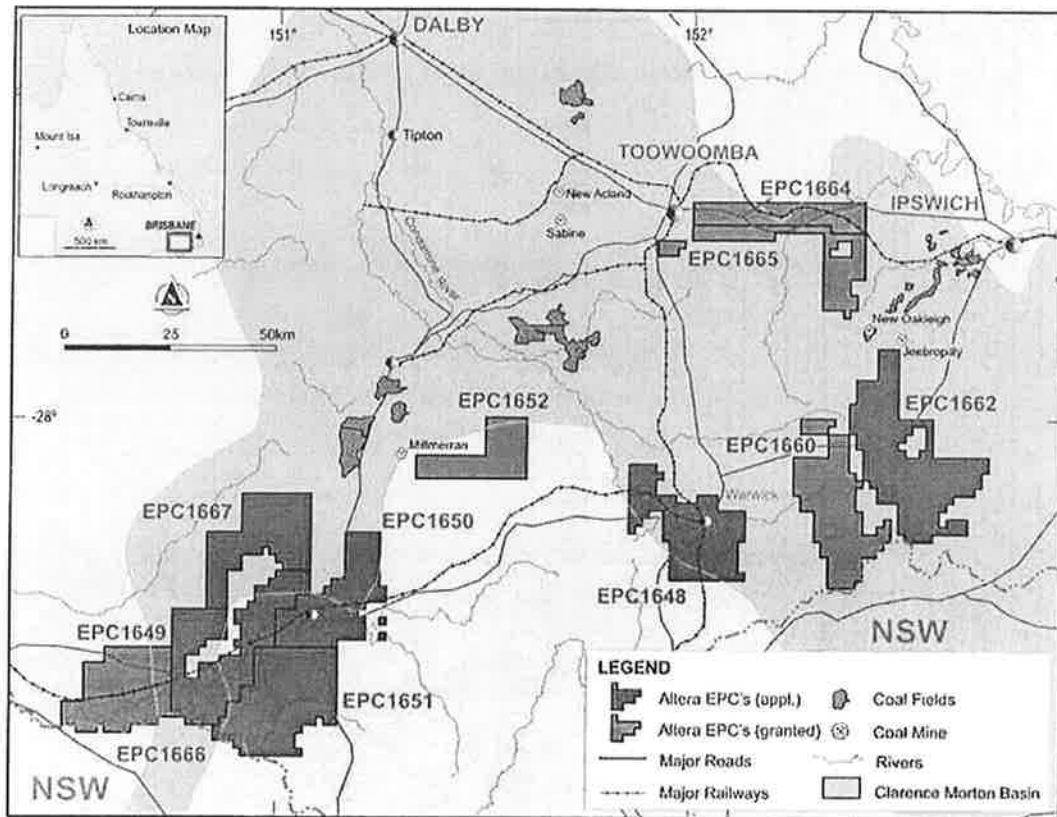 Location Map
Cairns
Townsville
Mount Isa
Longreach
Rockhampton
BRISBANE
500 km
N
0 25 50km
151°
152°
-28°
DALBY
Tipton
TOOWOOMBA
New Acland
Sabine
Condamine River
EPC1664
IPSWICH
EPC1665
New Oakleigh
Jeebropilly
EPC1652
EPC1662
EPC1660
Millmerran
Warwick
EPC1667
EPC1650
EPC1648
EPC1649
EPC1651
EPC1666
NSW
NSW
LEGEND
Altera EPC's (appl.)
Altera EPC's (granted)
Major Roads
Major Railways
Coal Fields
Coal Mine
Rivers
Clarence Morton Basin